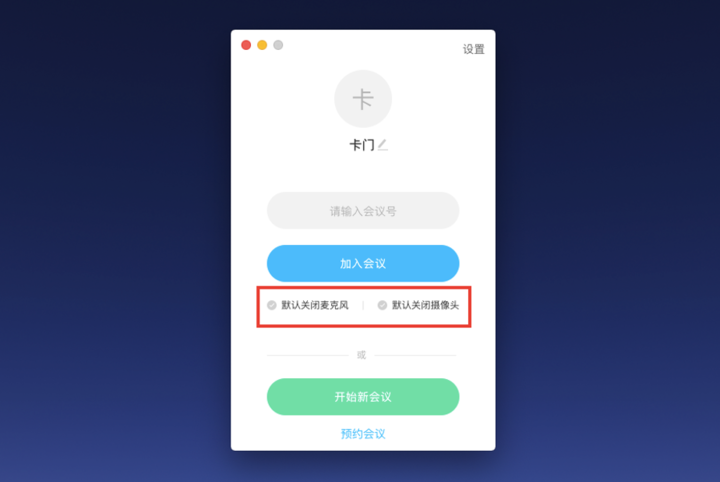 设置
卡
卡门
请输入会议号
加入会议
默认关闭麦克风 默认关闭摄像头
或
开始新会议
预约会议